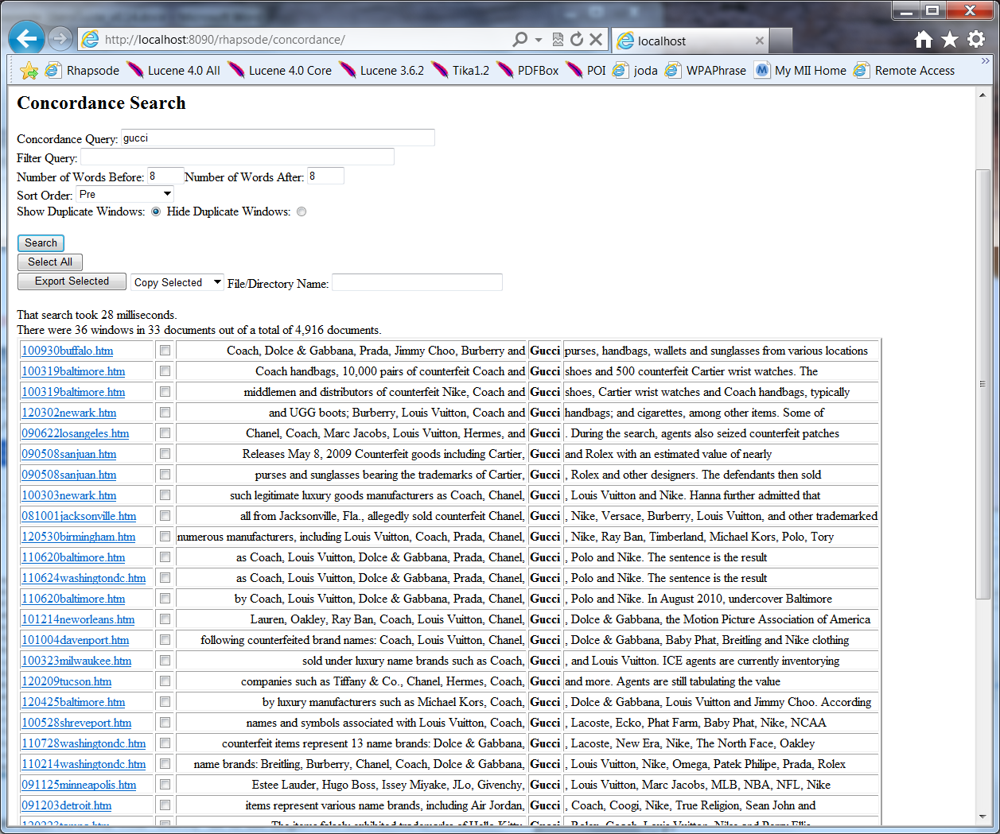 http://localhost:8090/rhapsode/concordance/
localhost
Rhapsode Lucene 4.0 All Lucene 4.0 Core Lucene 3.6.2 Tika1.2 PDFBox POI joda WPAPhrase M My MII Home Remote Access
Concordance Search
Concordance Query: gucci
Filter Query:
Number of Words Before: 8 Number of Words After: 8
Sort Order: Pre
Show Duplicate Windows: Hide Duplicate Windows:
Search
Select All
Export Selected Copy Selected File/Directory Name:
That search took 28 milliseconds.
There were 36 windows in 33 documents out of a total of 4,916 documents.
100930buffalo.htm Coach, Dolce & Gabbana, Prada, Jimmy Choo, Burberry and Gucci purses, handbags, wallets and sunglasses from various locations
100319baltimore.htm Coach handbags, 10,000 pairs of counterfeit Coach and Gucci shoes and 500 counterfeit Cartier wrist watches. The
100319baltimore.htm middlemen and distributors of counterfeit Nike, Coach and Gucci shoes, Cartier wrist watches and Coach handbags, typically
120302newark.htm and UGG boots; Burberry, Louis Vuitton, Coach and Gucci handbags; and cigarettes, among other items. Some of
090622losangeles.htm Chanel, Coach, Marc Jacobs, Louis Vuitton, Hermes, and Gucci . During the search, agents also seized counterfeit patches
090508sanjuan.htm Releases May 8, 2009 Counterfeit goods including Cartier, Gucci and Rolex with an estimated value of nearly
090508sanjuan.htm purses and sunglasses bearing the trademarks of Cartier, Gucci , Rolex and other designers. The defendants then sold
100303newark.htm such legitimate luxury goods manufacturers as Coach, Chanel, Gucci , Louis Vuitton and Nike. Hanna further admitted that
081001jacksonville.htm all from Jacksonville, Fla., allegedly sold counterfeit Chanel, Gucci , Nike, Versace, Burberry, Louis Vuitton, and other trademarked
120530birmingham.htm numerous manufacturers, including Louis Vuitton, Coach, Prada, Chanel, Gucci , Nike, Ray Ban, Timberland, Michael Kors, Polo, Tory
110620baltimore.htm as Coach, Louis Vuitton, Dolce & Gabbana, Prada, Chanel, Gucci , Polo and Nike. The sentence is the result
110624washingtondc.htm as Coach, Louis Vuitton, Dolce & Gabbana, Prada, Chanel, Gucci , Polo and Nike. The sentence is the result
110620baltimore.htm by Coach, Louis Vuitton, Dolce & Gabbana, Prada, Chanel, Gucci , Polo and Nike. In August 2010, undercover Baltimore
101214neworleans.htm Lauren, Oakley, Ray Ban, Coach, Louis Vuitton, Chanel, Gucci , Dolce & Gabbana, the Motion Picture Association of America
101004davenport.htm following counterfeited brand names: Coach, Louis Vuitton, Chanel, Gucci , Dolce & Gabbana, Baby Phat, Breitling and Nike clothing
100323milwaukee.htm sold under luxury name brands such as Coach, Gucci , and Louis Vuitton. ICE agents are currently inventorying
120209tucson.htm companies such as Tiffany & Co., Chanel, Hermes, Coach, Gucci and more. Agents are still tabulating the value
120425baltimore.htm by luxury manufacturers such as Michael Kors, Coach, Gucci , Dolce & Gabbana, Louis Vuitton and Jimmy Choo. According
100528shreveport.htm names and symbols associated with Louis Vuitton, Coach, Gucci , Lacoste, Ecko, Phat Farm, Baby Phat, Nike, NCAA
110728washingtondc.htm counterfeit items represent 13 name brands: Dolce & Gabbana, Gucci , Lacoste, New Era, Nike, The North Face, Oakley
110214washingtondc.htm name brands: Breitling, Burberry, Chanel, Coach, Dolce & Gabbana, Gucci , Louis Vuitton, Nike, Omega, Patek Philipe, Prada, Rolex
091125minneapolis.htm Estee Lauder, Hugo Boss, Issey Miyake, JLo, Givenchy, Gucci , Louis Vuitton, Marc Jacobs, MLB, NBA, NFL, Nike
091203detroit.htm items represent various name brands, including Air Jordan, Gucci , Coach, Coogi, Nike, True Religion, Sean John and
The items falsely exhibited trademarks of Hello Kitty, Gucci , Rolex, Coach, Louis Vuitton, Nike and Perry Ellis